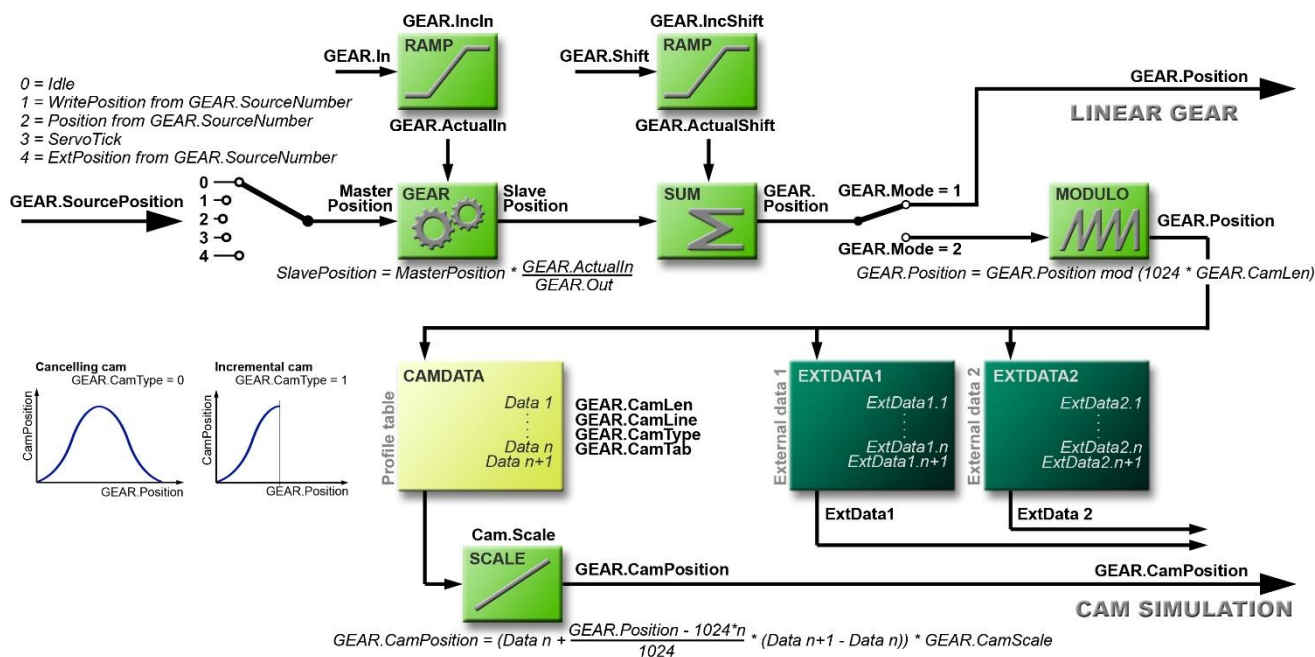 GEAR.IncIn
RAMP
GEAR.In
GEAR.ActualIn
GEAR.IncShift
RAMP
GEAR.Shift
GEAR.ActualShift
0 = Idle
1 = WritePosition from GEAR.SourceNumber
2 = Position from GEAR.SourceNumber
3 = ServoTick
4 = ExtPosition from GEAR.SourceNumber
GEAR.SourcePosition
0
1
2
3
4
Master
Position
GEAR
Slave
Position
SUM
GEAR.
Position
GEAR.Mode = 1
GEAR.Mode = 2
GEAR.Position
LINEAR GEAR
MODULO
GEAR.Position
SlavePosition = MasterPosition * GEAR.ActualIn
GEAR.Out
GEAR.Position = GEAR.Position mod (1024 * GEAR.CamLen)
Cancelling cam
GEAR.CamType = 0
CamPosition
GEAR.Position
Incremental cam
GEAR.CamType = 1
CamPosition
GEAR.Position
Profile table
CAMDATA
Data 1
Data n
Data n+1
GEAR.CamLen
GEAR.CamLine
GEAR.CamType
GEAR.CamTab
External data 1
EXTDATA1
ExtData1.1
ExtData1.n
ExtData1.n+1
External data 2
EXTDATA2
ExtData2.1
ExtData2.n
ExtData2.n+1
ExtData1
ExtData 2
Cam.Scale
SCALE
GEAR.CamPosition
GEAR.CamPosition
CAM SIMULATION
GEAR.CamPosition = (Data n + GEAR.Position - 1024*n * (Data n+1 - Data n)) * GEAR.CamScale
1024